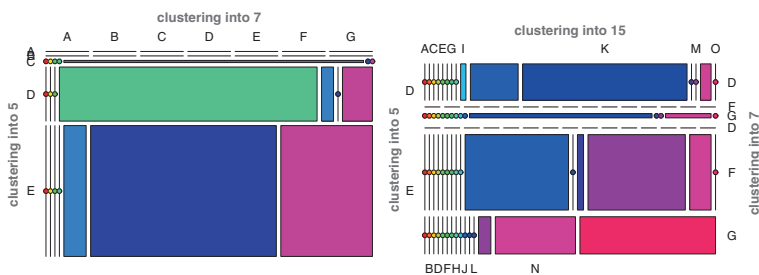 clustering into 7
A B C D E F G
A
B
C
D
E
clustering into 5
clustering into 15
ACEG I K M O
D
E
clustering into 5
D
F
G
D
F
G
clustering into 7
BDFHJ L N